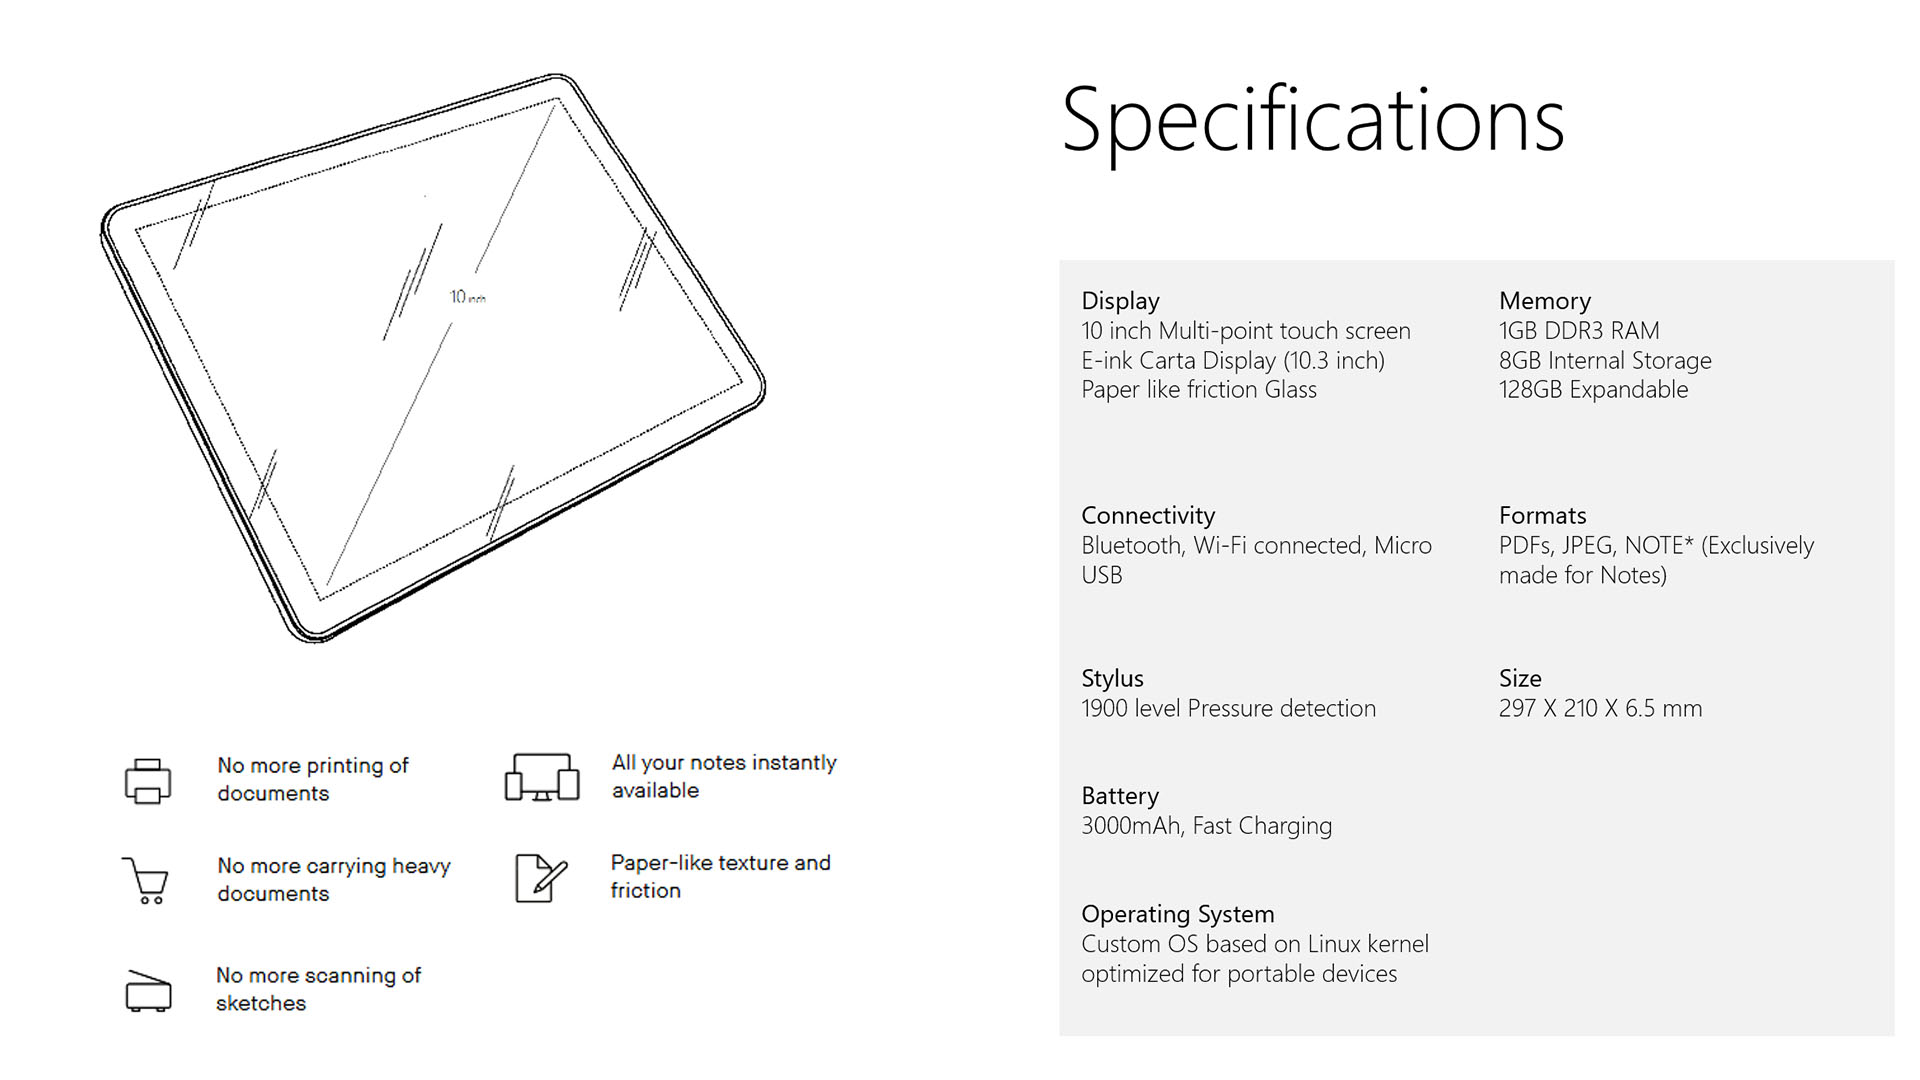 Specifications
10 inch
Display
10 inch Multi-point touch screen
E-ink Carta Display (10.3 inch)
Paper like friction Glass
Memory
1GB DDR3 RAM
8GB Internal Storage
128GB Expandable
Connectivity
Bluetooth, Wi-Fi connected, Micro
USB
Formats
PDFs, JPEG, NOTE* (Exclusively
made for Notes)
Stylus
1900 level Pressure detection
Size
297 X 210 X 6.5 mm
Battery
3000mAh, Fast Charging
Operating System
Custom OS based on Linux kernel
optimized for portable devices
No more printing of
documents
All your notes instantly
available
No more carrying heavy
documents
Paper-like texture and
friction
No more scanning of
sketches